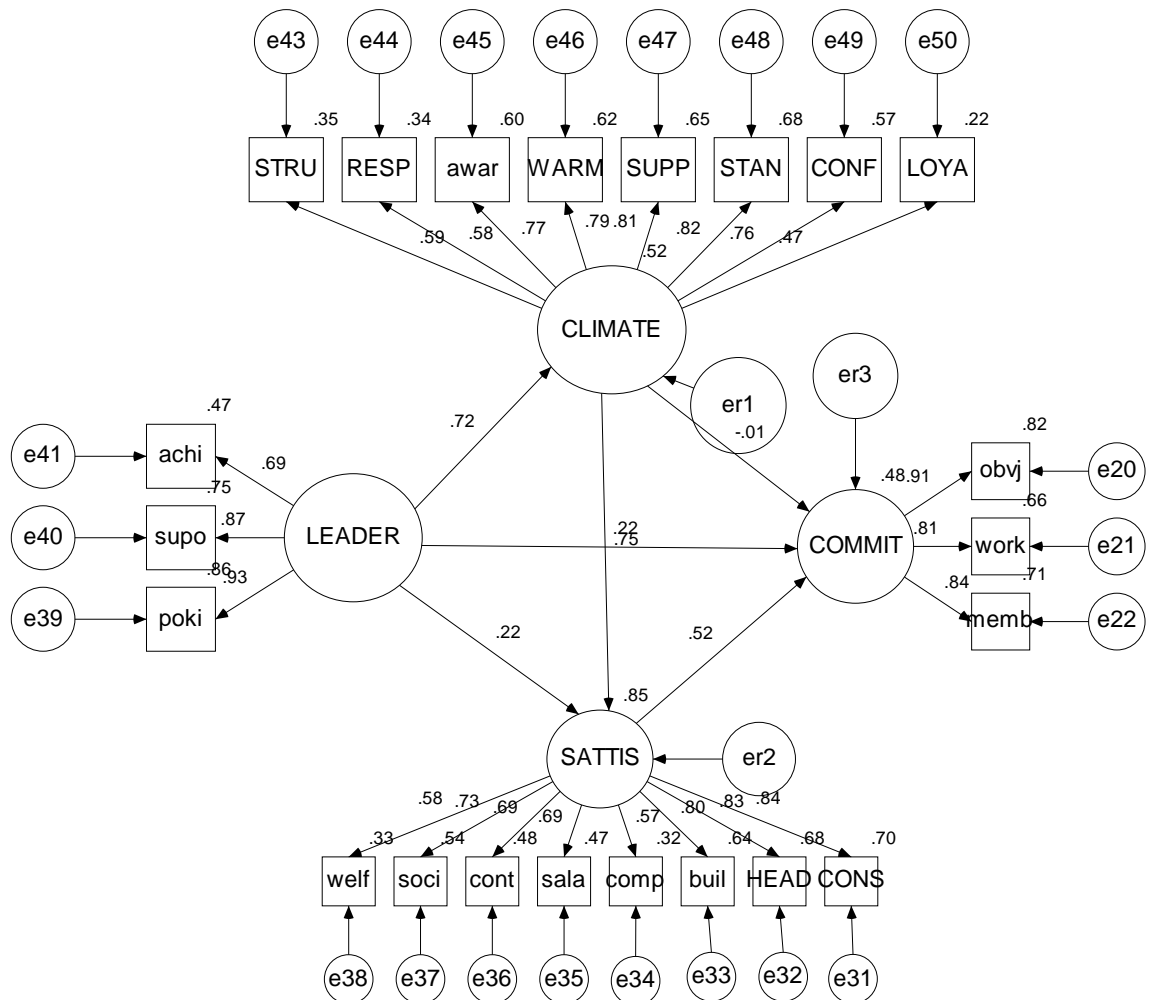 e43 e44 e45 e46 e47 e48 e49 e50
.35 .34 .60 .62 .65 .68 .57 .22
STRU RESP awar WARM SUPP STAN CONF LOYA
.59 .58 .77 .79 .81 .82 .76 .47
.52
CLIMATE
er3
er1
.47
.72
-.01
.82
e41 achi .69
.48 .91 obvj e20
.75
.66
e40 supo .87 LEADER
.22
.75
COMMIT .81 work e21
.86 .93
.71
e39 poki
.84 memb e22
.22
.52
.85
SATTIS er2
.58 .73 .69 .69 .57 .80 .83 .84
.33 .54 .48 .47 .32 .64 .68 .70
welf soci cont sala comp buil HEAD CONS
e38 e37 e36 e35 e34 e33 e32 e31